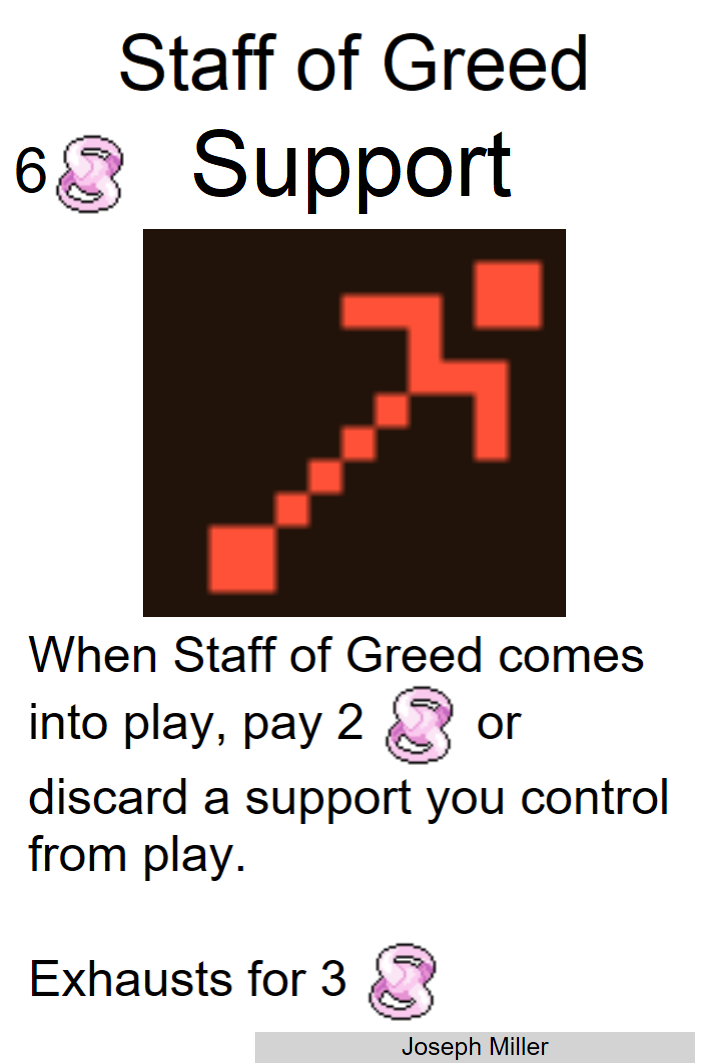 Staff of Greed
6 Support
When Staff of Greed comes
into play, pay 2 or
discard a support you control
from play.
Exhausts for 3
Joseph Miller